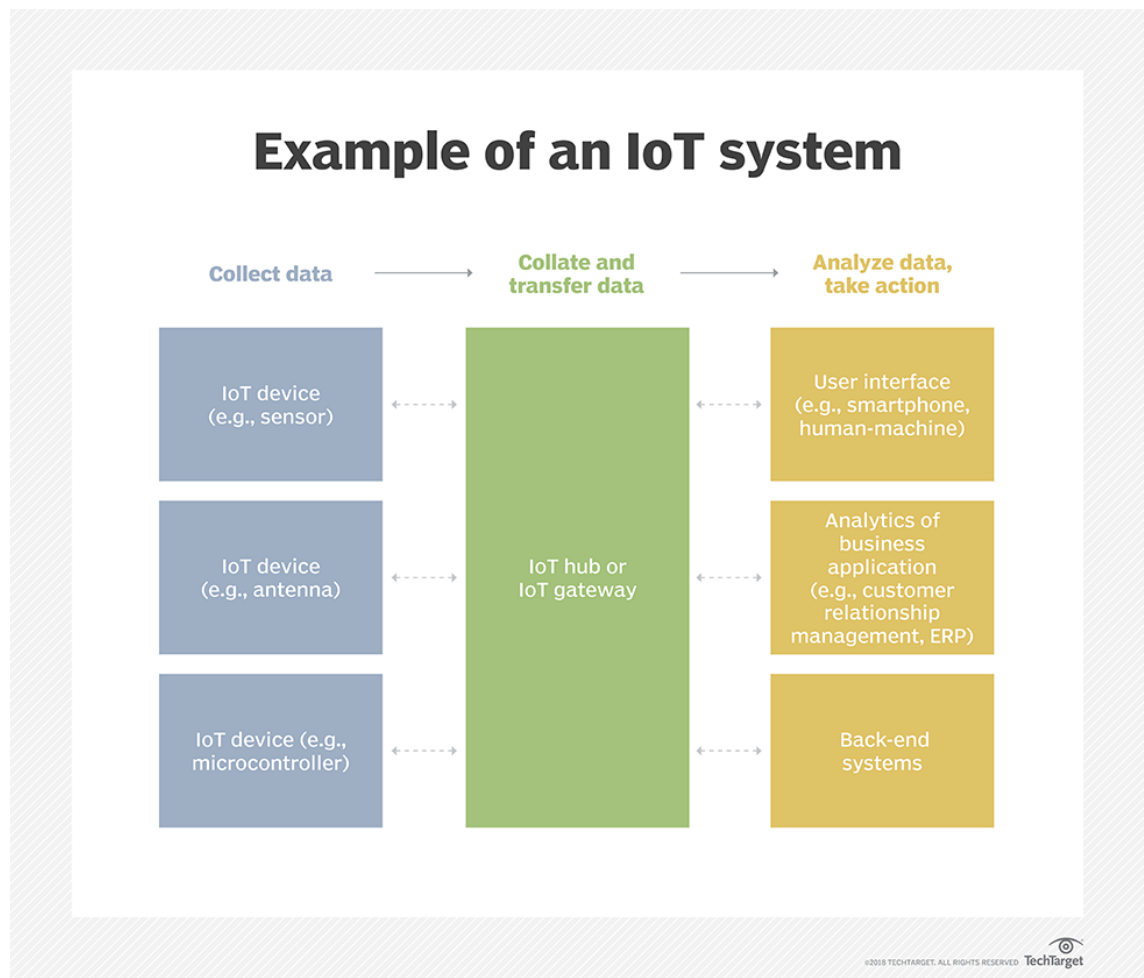 Example of an IoT system
Collect data
Collate and
transfer data
Analyze data,
take action
IoT device
(e.g., sensor)
IoT device
(e.g., antenna)
IoT device (e.g.,
microcontroller)
IoT hub or
IoT gateway
User interface
(e.g., smartphone,
human-machine)
Analytics of
business
application
(e.g., customer
relationship
management, ERP)
Back-end
systems
©2018 TECHTARGET. ALL RIGHTS RESERVED TechTarget